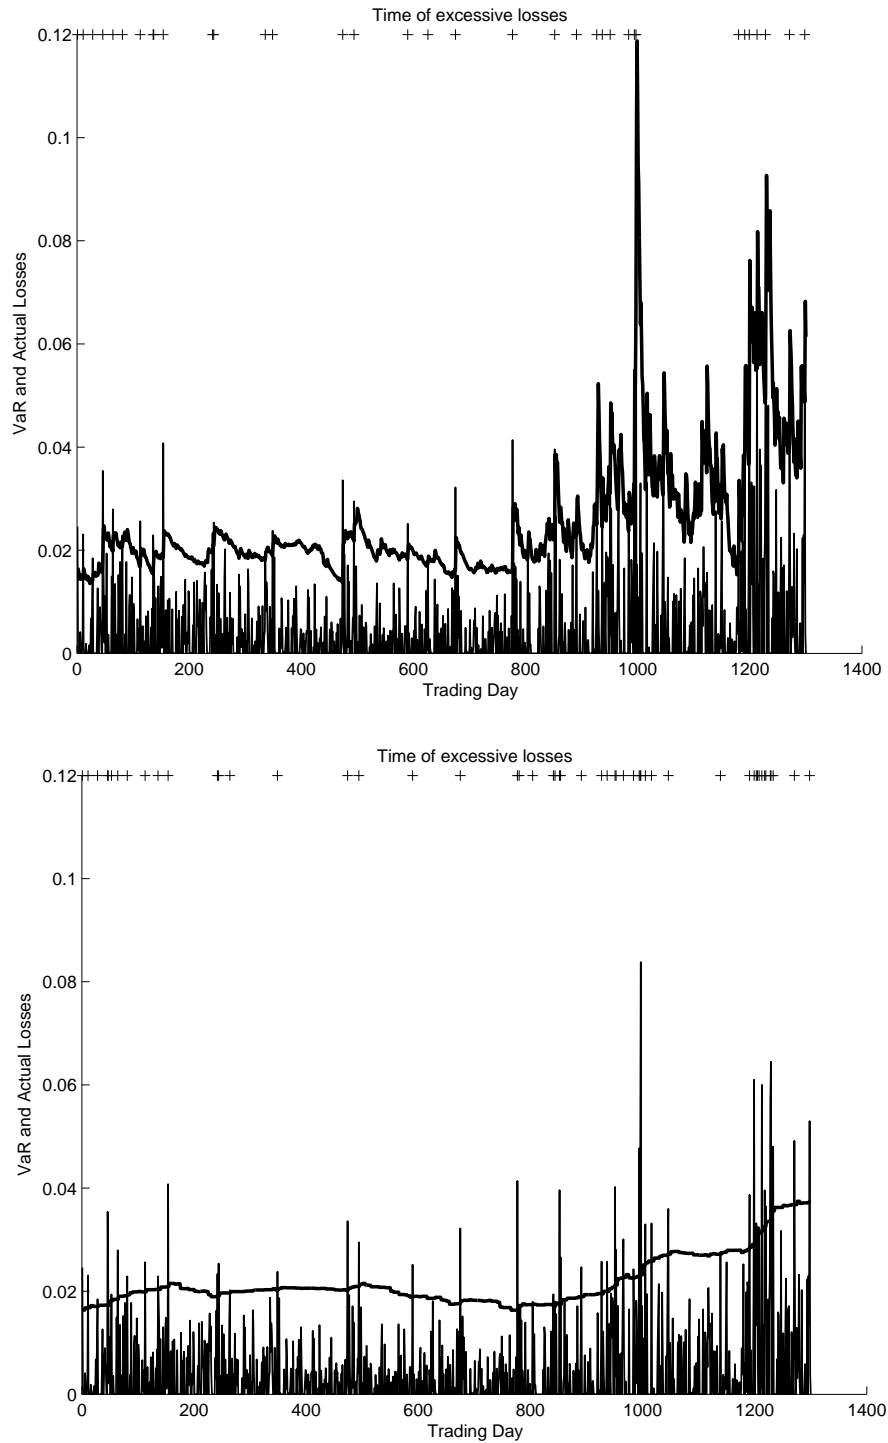 Time of excessive losses
0.12
0.1
0.08
0.06
0.04
0.02
0
VaR and Actual Losses
0 200 400 600 800 1000 1200 1400
Trading Day
Time of excessive losses
0.12
0.1
0.08
0.06
0.04
0.02
0
VaR and Actual Losses
0 200 400 600 800 1000 1200 1400
Trading Day